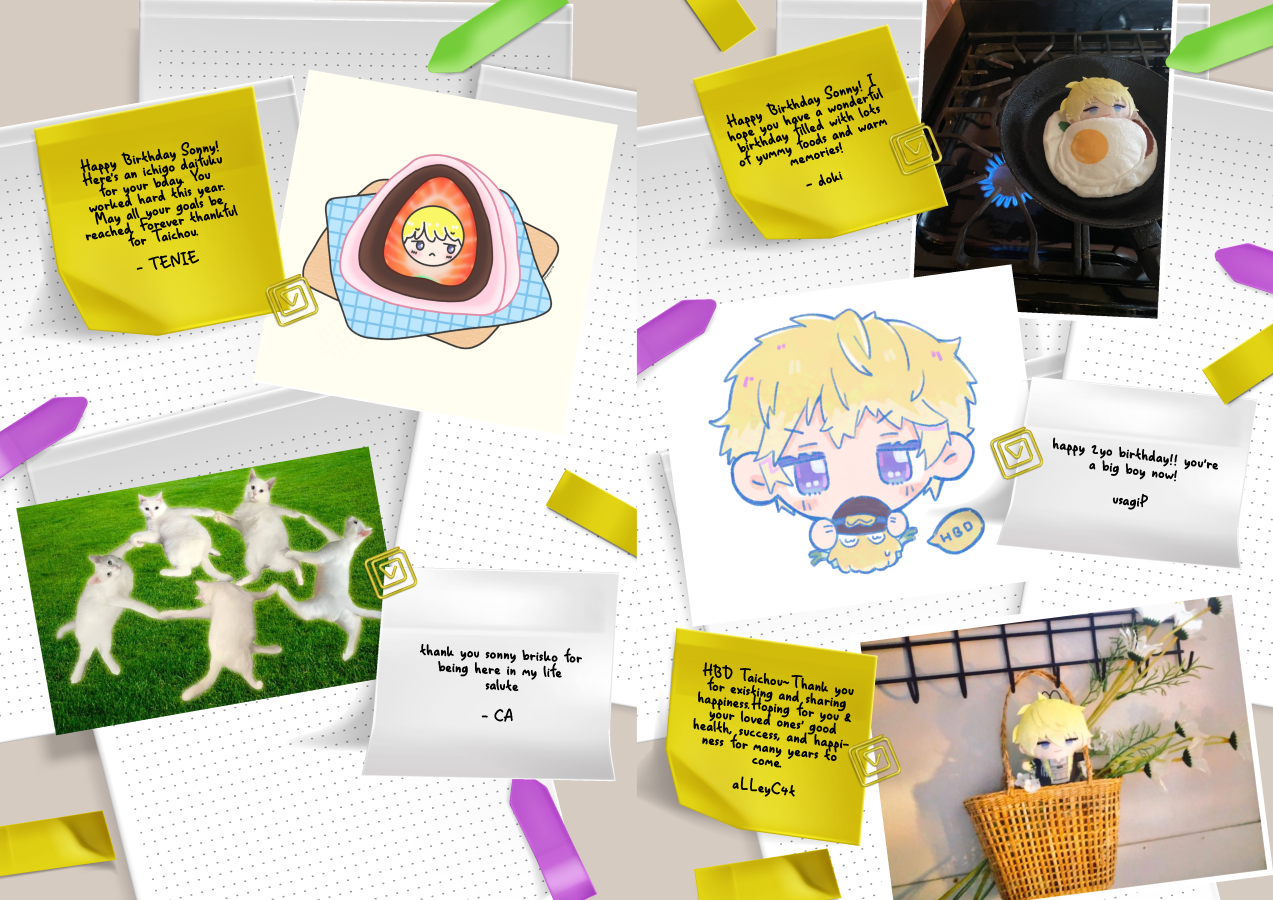 Happy Birthday Sonny!
Here's an ichigo daifuku
for your bday. You
worked hard this year.
May all your goals be
reached. Forever thankful
for Taichou.
- TENIE
thank you sonny brisko for
being here in my life
salute
- CA
Happy Birthday Sonny! I
hope you have a wonderful
birthday filled with lots
of yummy foods and warm
memories!
- doki
happy 2yo birthday!! you're
a big boy now!
usagiP
HBD
HBD Taichou~Thank you
for existing and sharing
happiness.Hoping for you &
your loved ones' good
health, success, and happi-
ness for many years to
come.
aLLeyC4t